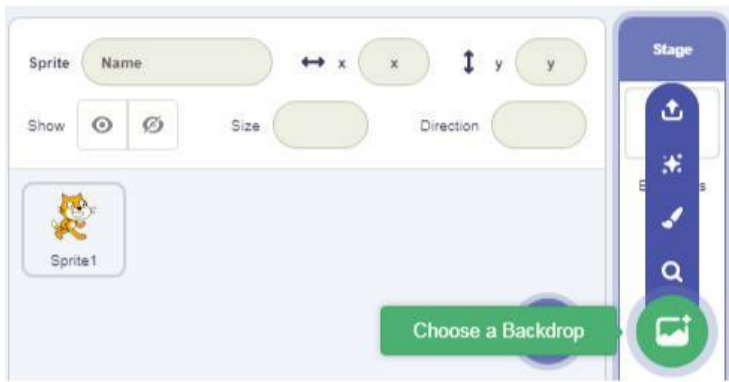 Sprite Name x x y y
Stage
Show Size Direction
Sprite1
Choose a Backdrop